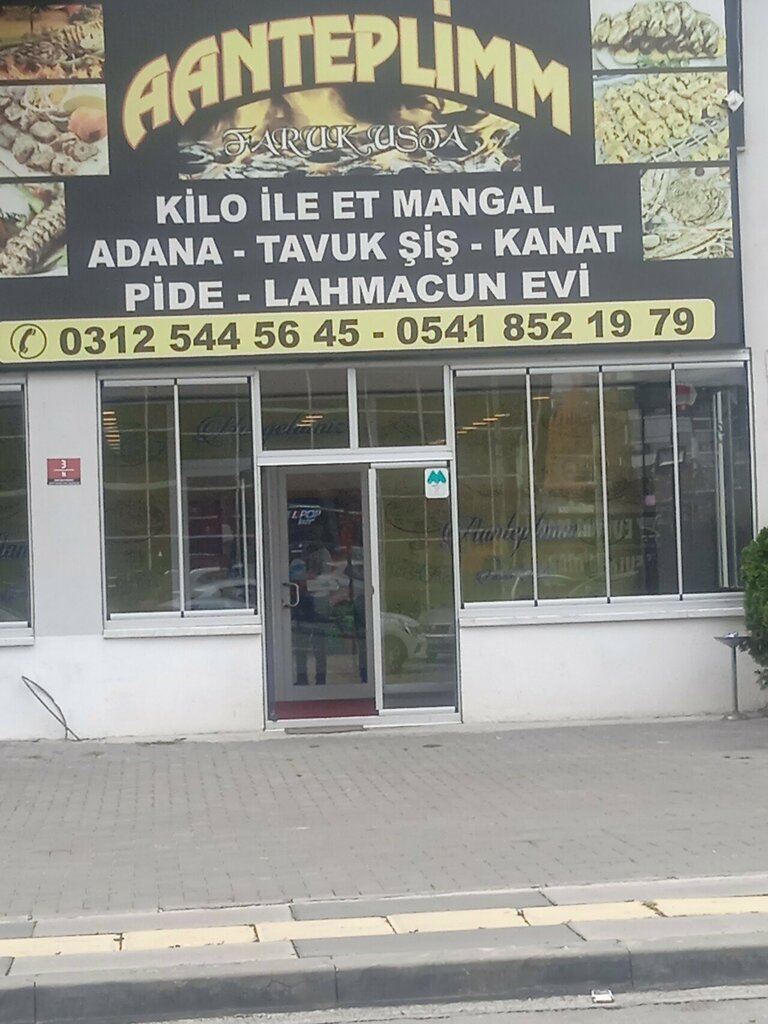 AANTEPLİMM
FARUK USTA
KİLO İLE ET MANGAL
ADANA - TAVUK ŞİŞ - KANAT
PİDE - LAHMACUN EVİ
0312 544 56 45 - 0541 852 19 79
3